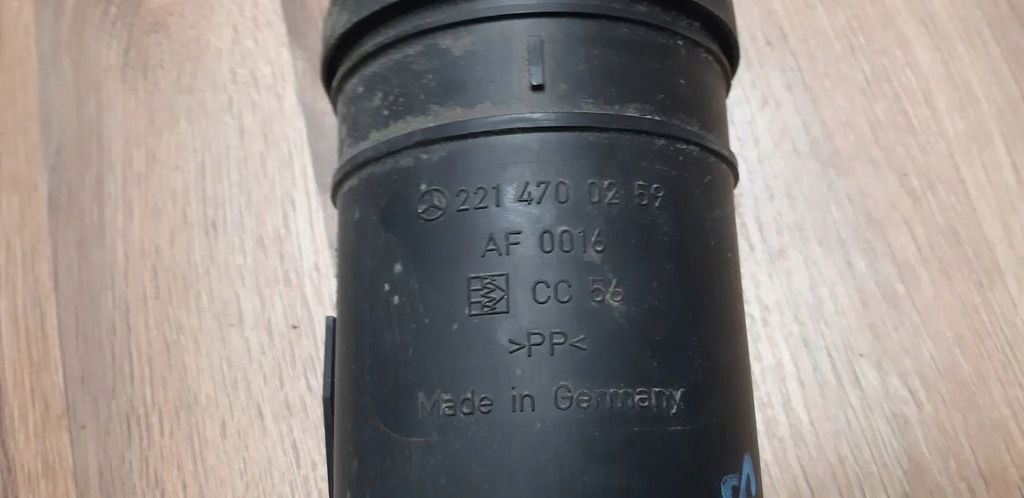 221 470 02 59
AF 0016
CC 56
>PP<
Made in Germany